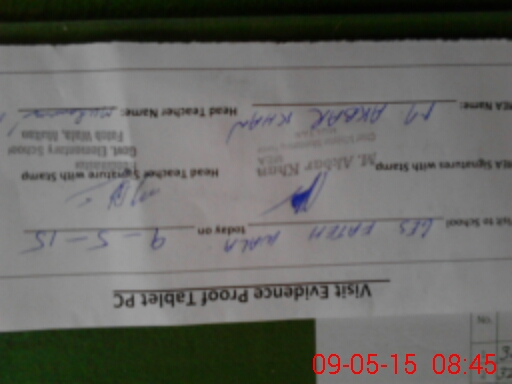 Visit Evidence Proof Tablet PC
Visit to School GES FATEH WALA today on 9-5-15
MEA Signatures with Stamp Head Teacher Signature with Stamp
M. Akbar Khan
MEA
Govt. Elementary School
Fateh Wala, Multan
MEA Name: M AKBAR KHAN Head Teacher Name:
09-05-15 08:45